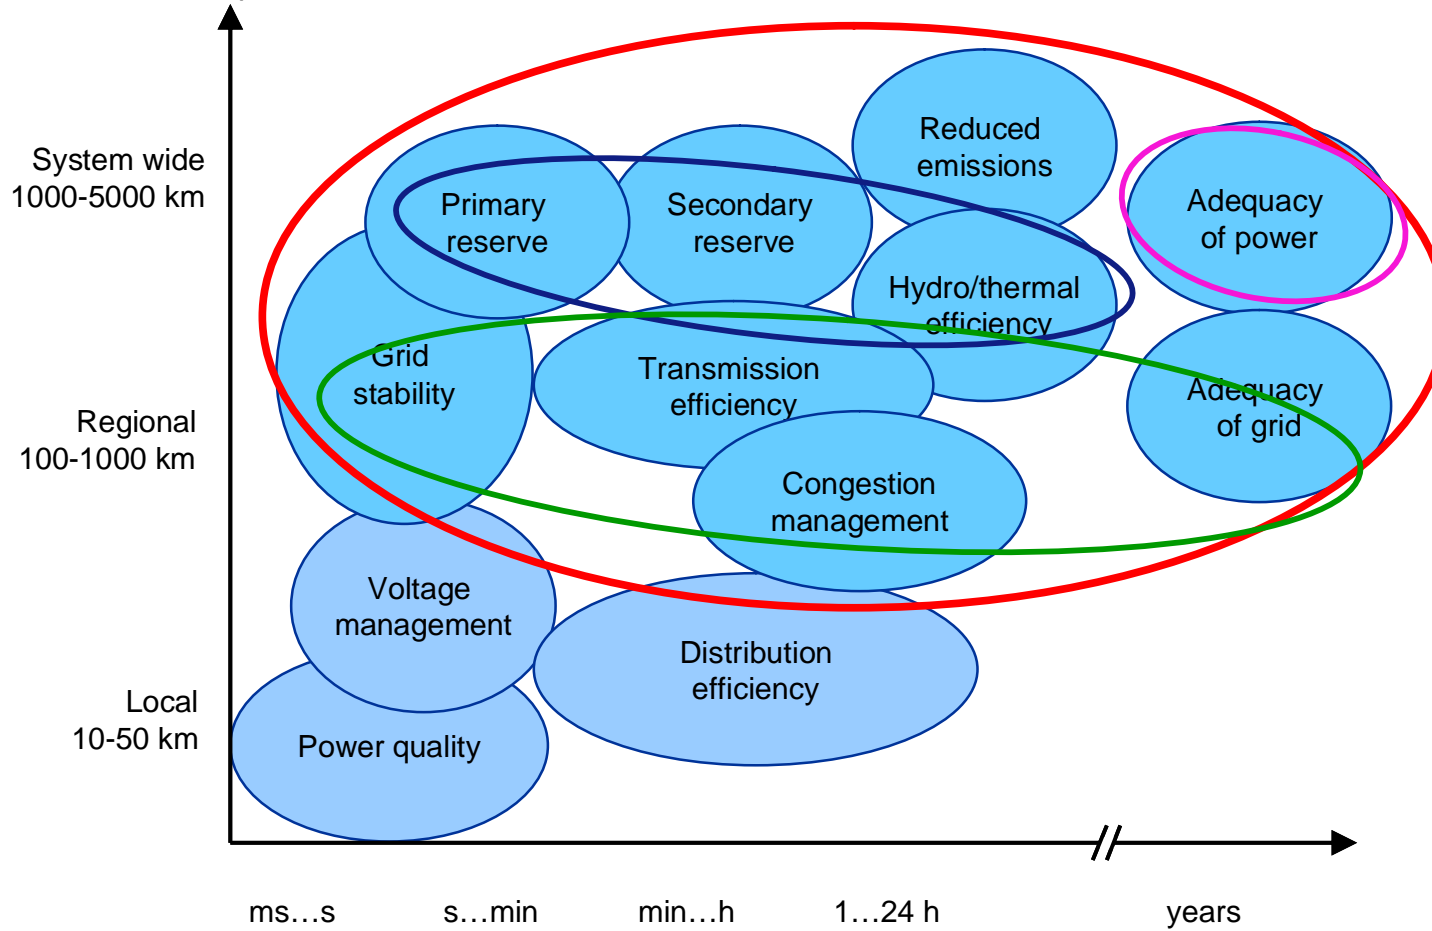 System wide
1000-5000 km
Regional
100-1000 km
Local
10-50 km
Reduced
emissions
Primary
reserve
Secondary
reserve
Adequacy
of power
Hydro/thermal
efficiency
Grid
stability
Transmission
efficiency
Adequacy
of grid
Congestion
management
Voltage
management
Distribution
efficiency
Power quality
ms…s
s…min
min…h
1…24 h
years